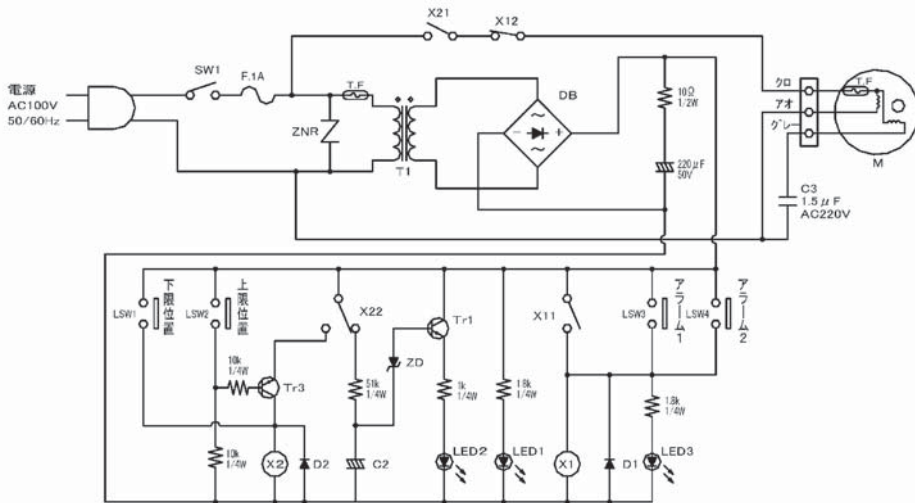 X21
X12
SW1
F.1A
T.F
DB
電源
AC100V
50/60Hz
ZNR
T1
10Ω
1/2W
220μF
50V
クロ
アオ
グレー
T.F
M
C3
1.5μF
AC220V
下限位置
LSW1
上限位置
LSW2
X22
Tr1
X11
LSW3
アラーム1
LSW4
アラーム2
10k
1/4W
Tr3
ZD
51k
1/4W
1k
1/4W
1.8k
1/4W
1.8k
1/4W
10k
1/4W
X2
D2
C2
LED2
LED1
X1
D1
LED3